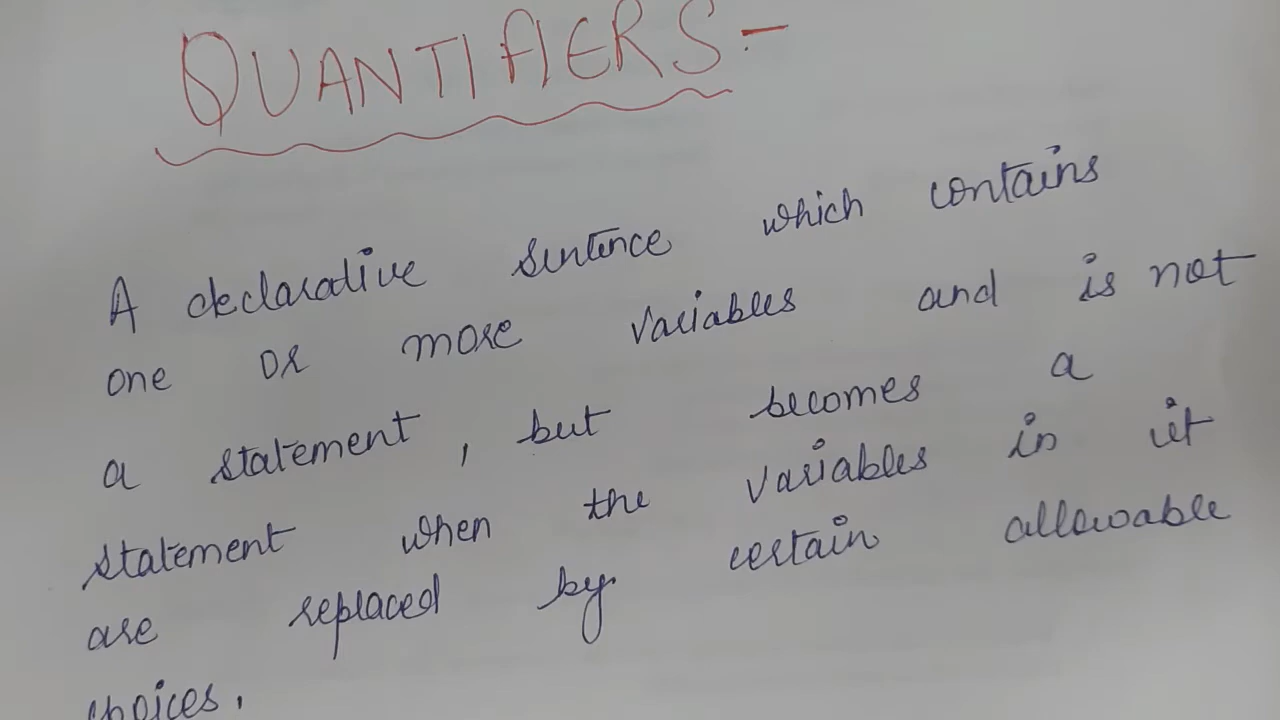 QUANTIFIERS:-
A declarative sentence which contains
one or more variables and is not
a statement, but becomes a
statement when the variables in it
are replaced by certain allowable
choices.